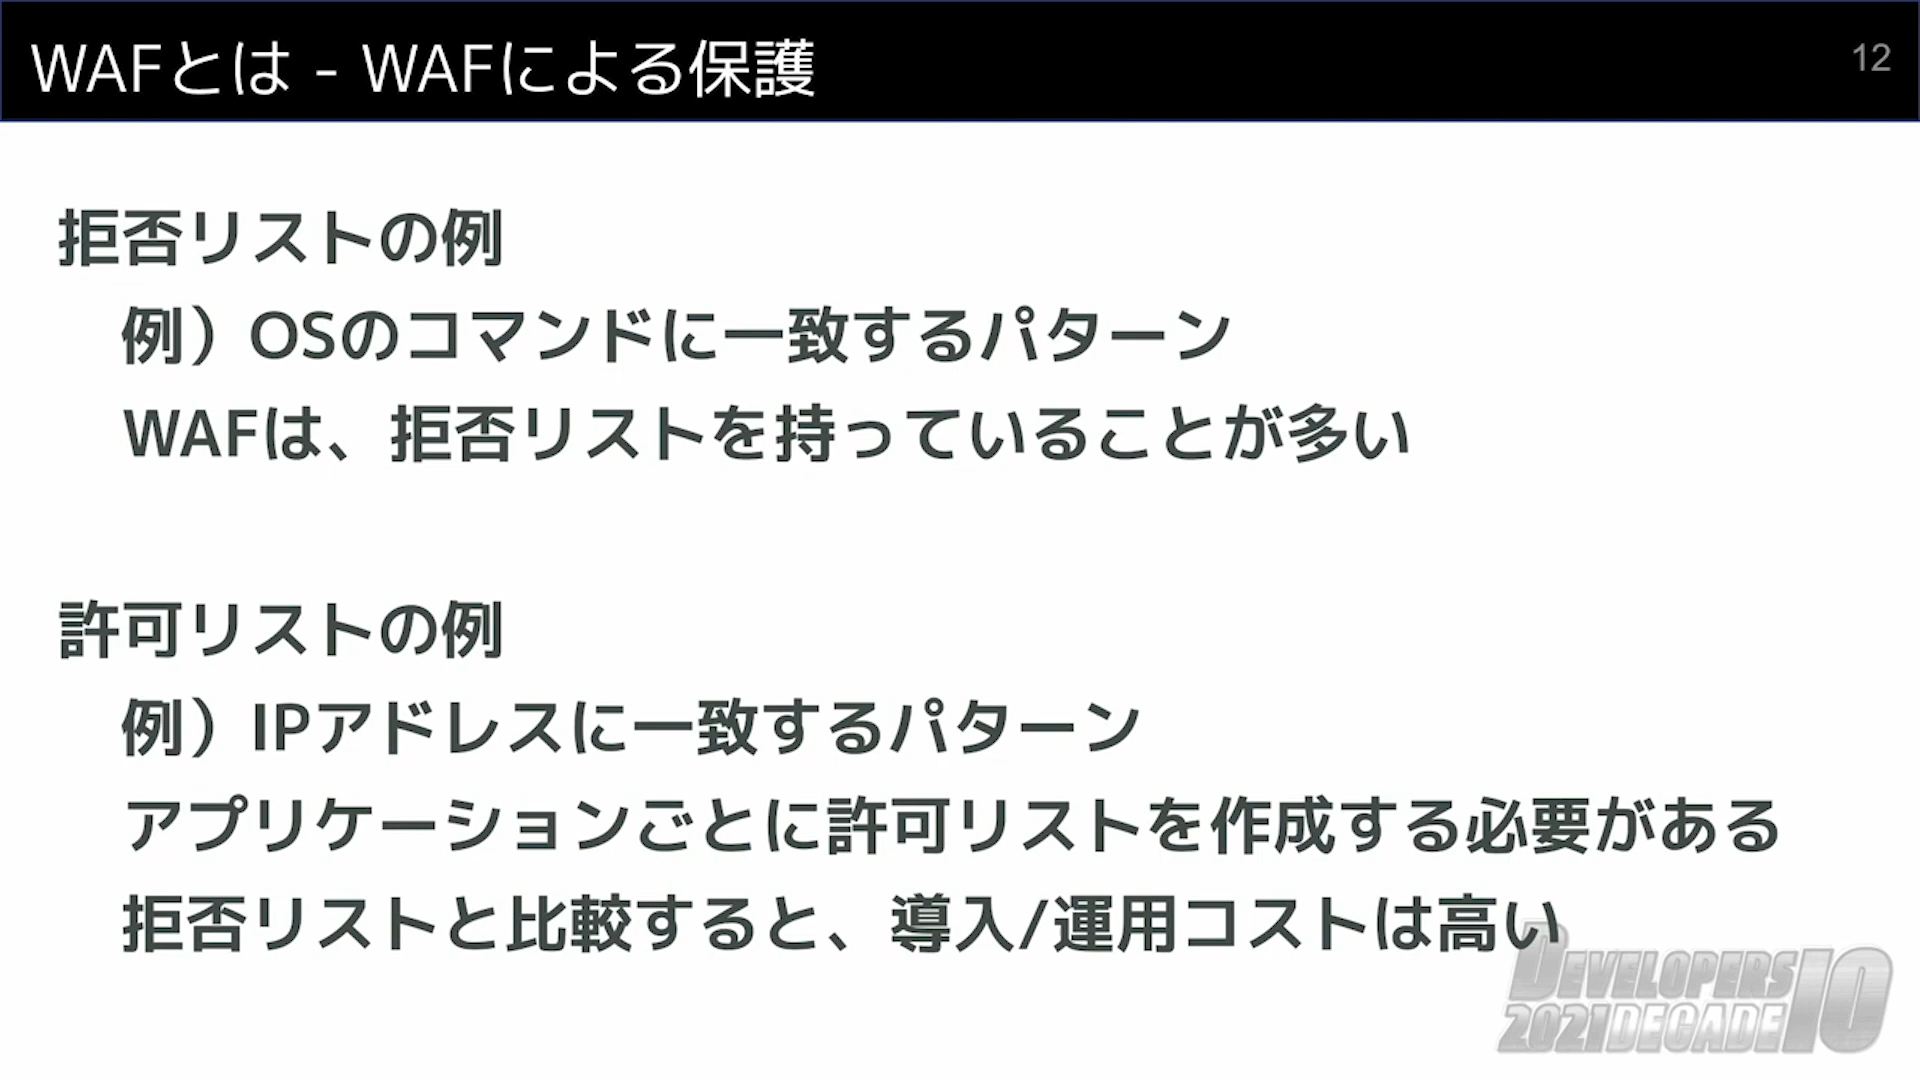 WAFとは - WAFによる保護
12
拒否リストの例
例）OSのコマンドに一致するパターン
WAFは、拒否リストを持っていることが多い
許可リストの例
例）IPアドレスに一致するパターン
アプリケーションごとに許可リストを作成する必要がある
拒否リストと比較すると、導入/運用コストは高い
DEVELOPERS
2021 DECADE 10